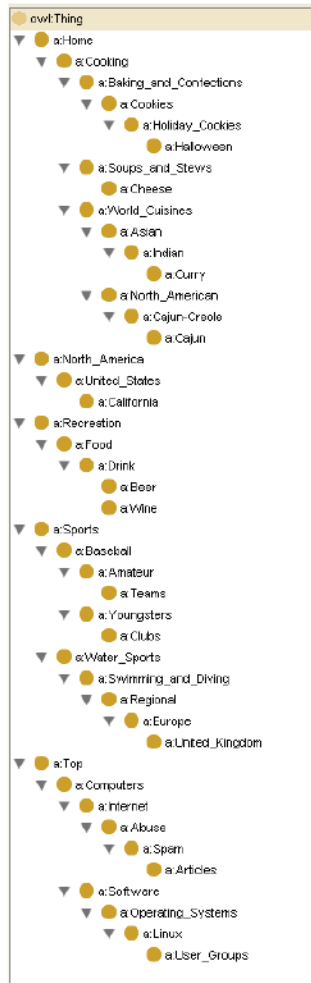 owl:Thing
a:Home
a:Cooking
a:Baking_and_Confections
a:Cookies
a:Holiday_Cookies
a:Halloween
a:Soups_and_Stews
a:Cheese
a:World_Cuisines
a:Asian
a:Indian
a:Curry
a:North_American
a:Cajun-Creole
a:Cajun
a:North_America
a:United_States
a:California
a:Recreation
a:Food
a:Drink
a:Beer
a:Wine
a:Sports
a:Baseball
a:Amateur
a:Teams
a:Youngsters
a:Clubs
a:Water_Sports
a:Swimming_and_Diving
a:Regional
a:Europe
a:United_Kingdom
a:Top
a:Computers
a:Internet
a:Abuse
a:Spam
a:Articles
a:Software
a:Operating_Systems
a:Linux
a:User_Groups